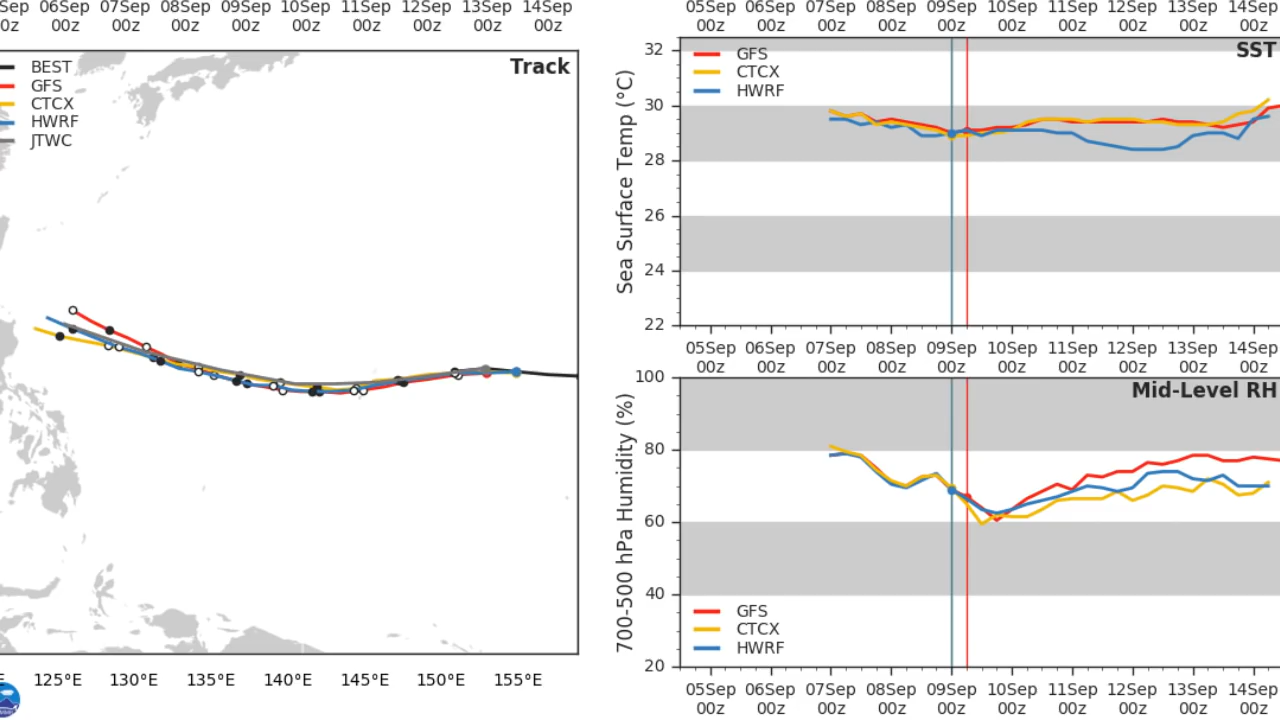 Sep 06Sep 07Sep 08Sep 09Sep 10Sep 11Sep 12Sep 13Sep 14Sep
00z 00z 00z 00z 00z 00z 00z 00z 00z 00z
Track
BEST
GFS
CTCX
HWRF
JTWC
125°E 130°E 135°E 140°E 145°E 150°E 155°E
05Sep 06Sep 07Sep 08Sep 09Sep 10Sep 11Sep 12Sep 13Sep 14Sep
00z 00z 00z 00z 00z 00z 00z 00z 00z 00z
SST
GFS
CTCX
HWRF
Sea Surface Temp (°C)
32
30
28
26
24
22
05Sep 06Sep 07Sep 08Sep 09Sep 10Sep 11Sep 12Sep 13Sep 14Sep
00z 00z 00z 00z 00z 00z 00z 00z 00z 00z
Mid-Level RH
700-500 hPa Humidity (%)
100
80
60
40
20
GFS
CTCX
HWRF
05Sep 06Sep 07Sep 08Sep 09Sep 10Sep 11Sep 12Sep 13Sep 14Sep
00z 00z 00z 00z 00z 00z 00z 00z 00z 00z